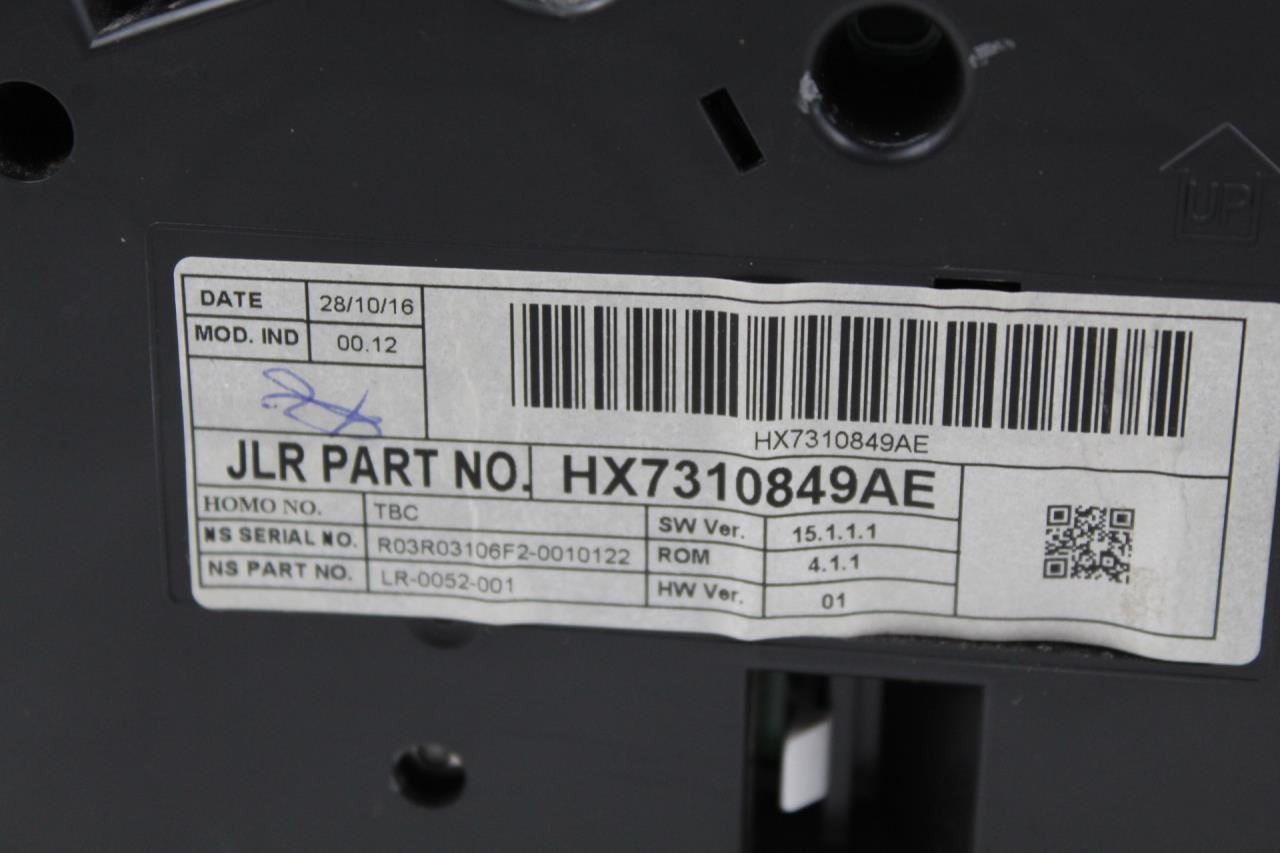 UP
DATE 28/10/16
MOD. IND 00.12
HX7310849AE
JLR PART NO. HX7310849AE
HOMO NO. TBC
NS SERIAL NO. R03R03106F2-0010122
NS PART NO. LR-0052-001
SW Ver. 15.1.1.1
ROM 4.1.1
HW Ver. 01